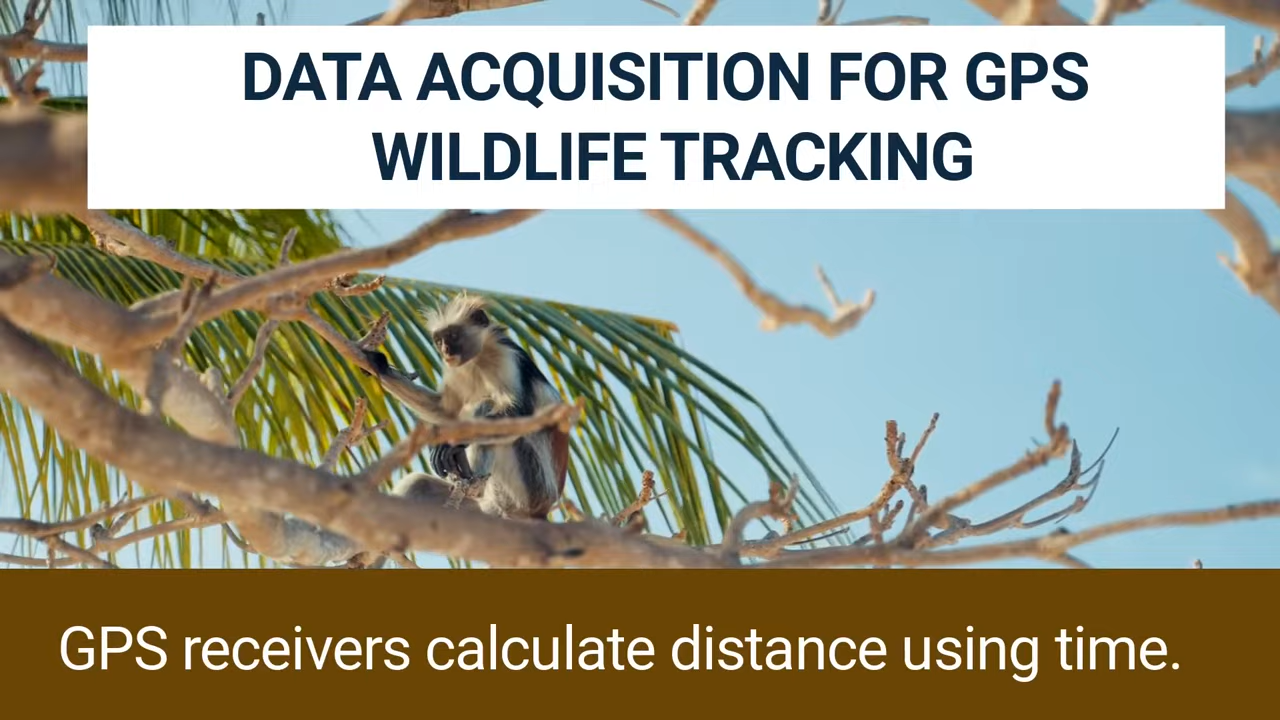 DATA ACQUISITION FOR GPS
WILDLIFE TRACKING
GPS receivers calculate distance using time.